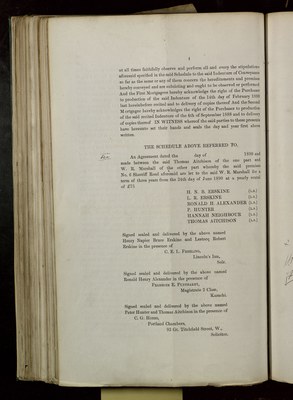 4
at all times faithfully observe and perform all and every the stipulations
aforesaid specified in the said Schedule to the said Indenture of Conveyance
so far as the same or any of them concern the hereditaments and premises
hereby conveyed and are subsisting and ought to be observed or performed
And the First Mortgagees hereby acknowledge the right of the Purchaser
to production of the said Indenture of the 14th day of February
last hereinbefore recited and to delivery of copies thereof And the Second
Mortgagee hereby acknowledges the right of the Purchaser to production
of the said recited Indenture of the 6th of September and to delivery
of copies thereof IN WITNESS whereof the said parties to these presents
have hereunto set their hands and seals the day and year first above
written.
THE SCHEDULE ABOVE REFERRED TO.
An Agreement dated the day of and
made between the said Thomas Aitchison of the one part and
W. R. Marshall of the other part whereby the said premises
No. 8 Road aforesaid are let to the said W. R. Marshall for a
term of three years from the 24th day of June at a yearly rental
of £75
H. N. B. ERSKINE (L.S.)
L. R. ERSKINE (L.S.)
RONALD H. ALEXANDER (L.S.)
P. HUNTER (L.S.)
HANNAH NEIGHBOUR (L.S.)
THOMAS AITCHISON (L.S.)
Signed sealed and delivered by the above named
Henry Napier Bruce Erskine and Lestock Robert
Erskine in the presence of
Lincoln's Inn,
Solr.
Signed sealed and delivered by the above named
Ronald Henry Alexander in the presence of
Magistrate 2 Class,
Karachi.
Signed sealed and delivered by the above named
Peter Hunter and Thomas Aitchison in the presence of
Portland Chambers,
Titchfield Street, W.,
Solicitor.